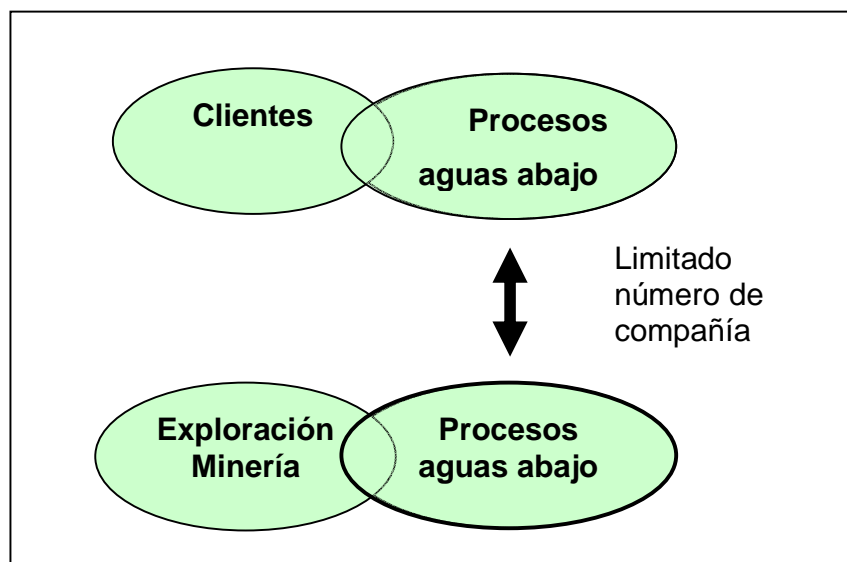 Clientes
Procesos
aguas abajo
Limitado
número de
compañía
Exploración
Minería
Procesos
aguas abajo